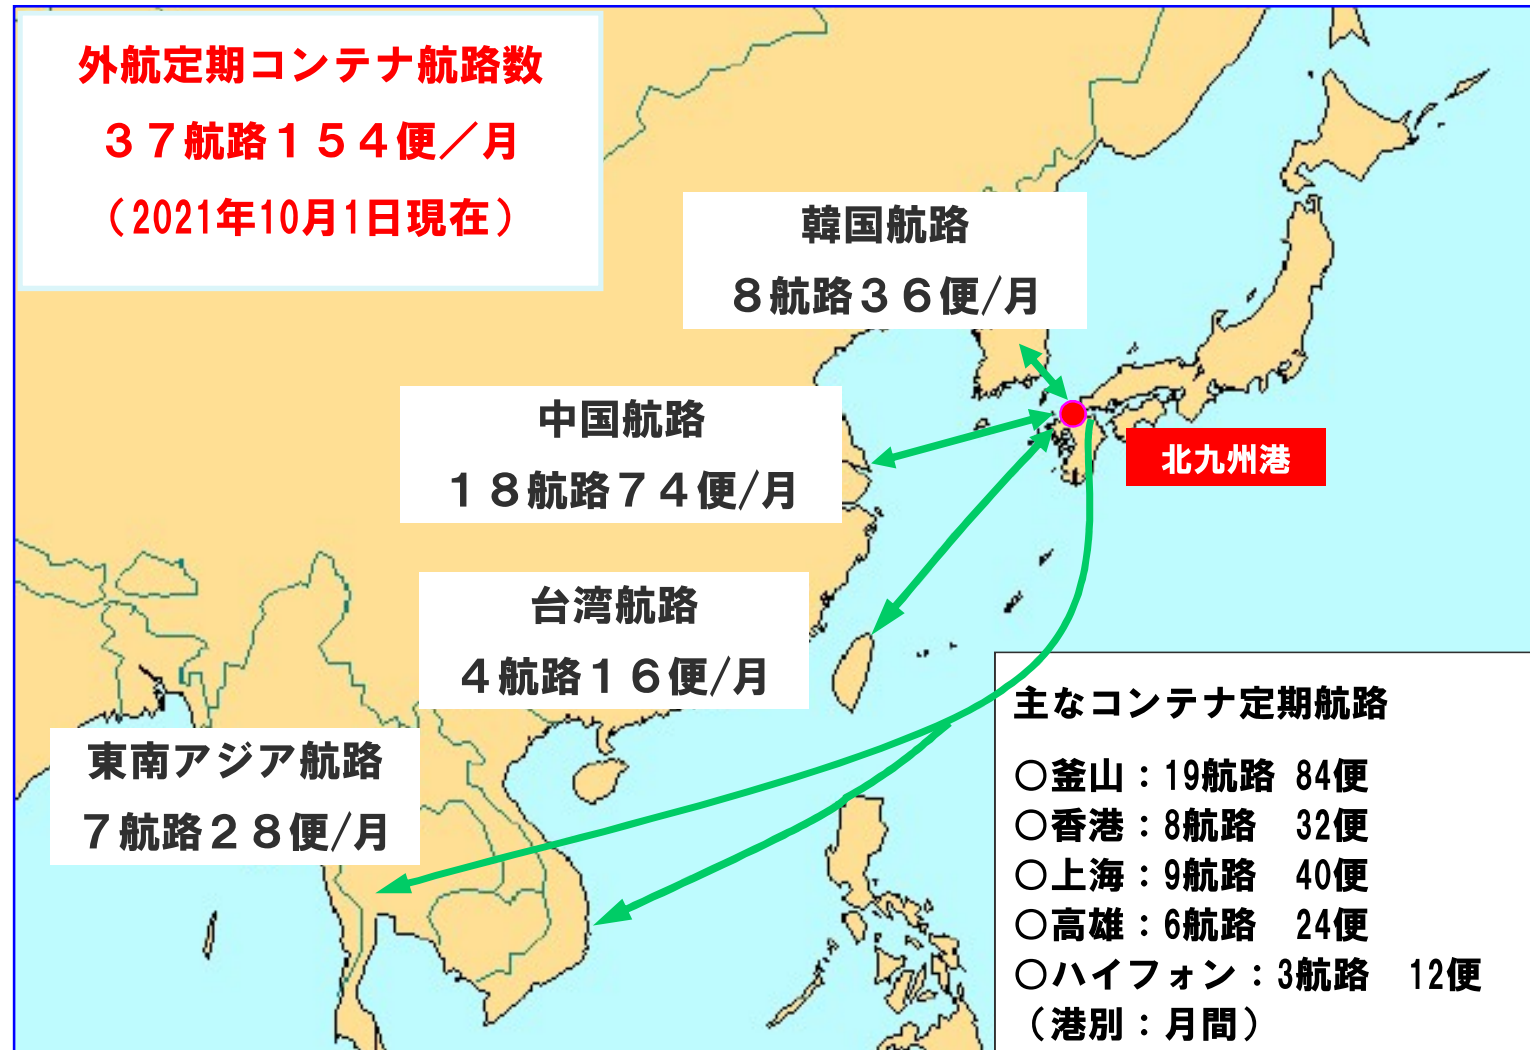 外航定期コンテナ航路数
３７航路１５４便／月
（2021年10月1日現在）
韓国航路
８航路３６便/月
中国航路
１８航路７４便/月
北九州港
台湾航路
４航路１６便/月
東南アジア航路
７航路２８便/月
主なコンテナ定期航路
○釜山：19航路 84便
○香港：8航路　32便
○上海：9航路　40便
○高雄：6航路　24便
○ハイフォン：3航路　12便
（港別：月間）